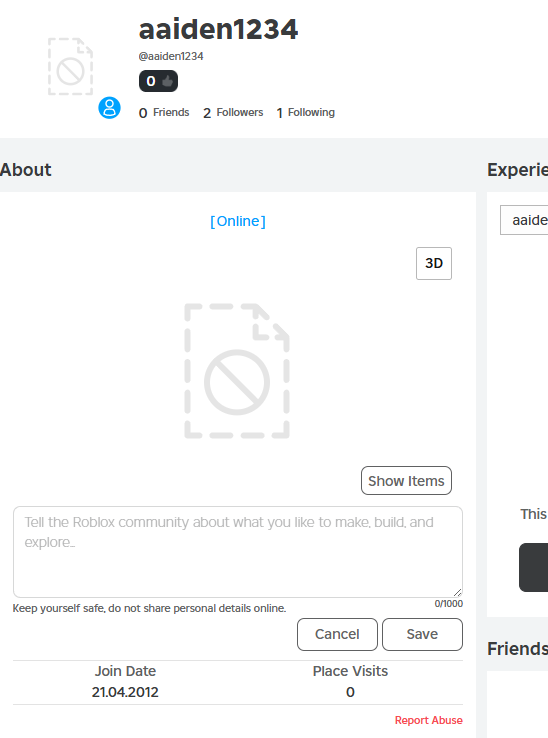 aaiden1234
@aaiden1234
0
0 Friends 2 Followers 1 Following
About
Experie
[Online]
aaide
3D
Show Items
Tell the Roblox community about what you like to make, build, and
explore...
This
Keep yourself safe, do not share personal details online.
0/1000
Cancel
Save
Join Date
Place Visits
21.04.2012
0
Friends
Report Abuse